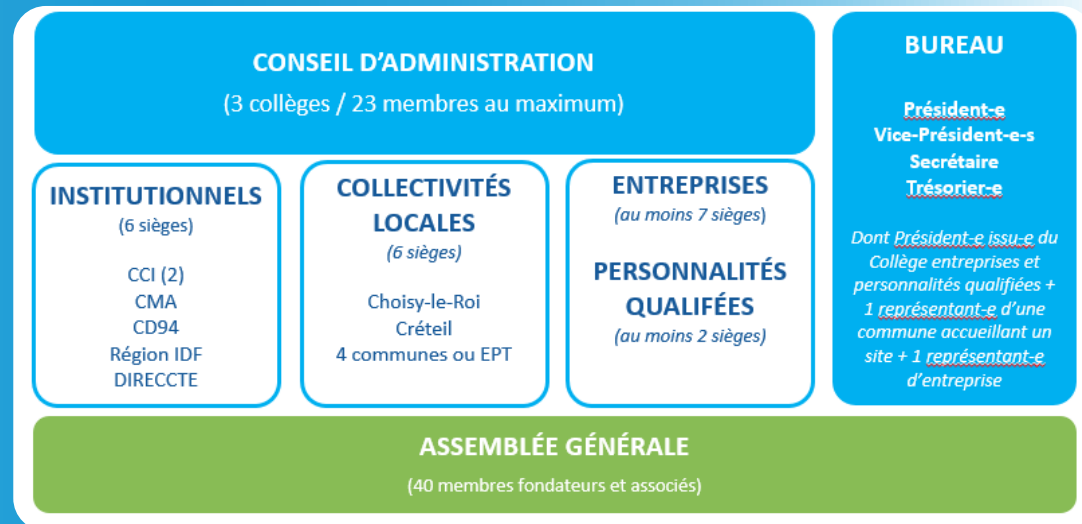 CONSEIL D'ADMINISTRATION
(3 collèges / 23 membres au maximum)
INSTITUTIONNELS
(6 sièges)
CCI (2)
CMA
CD94
Région IDF
DIRECCTE
COLLECTIVITÉS
LOCALES
(6 sièges)
Choisy-le-Roi
Créteil
4 communes ou EPT
ENTREPRISES
(au moins 7 sièges)
PERSONNALITÉS
QUALIFÉES
(au moins 2 sièges)
BUREAU
Président-e
Vice-Président-e-s
Secrétaire
Trésorier-e
Dont Président-e issu-e du
Collège entreprises et
personnalités qualifiées +
1 représentant-e d'une
commune accueillant un
site + 1 représentant-e
d'entreprise
ASSEMBLÉE GÉNÉRALE
(40 membres fondateurs et associés)